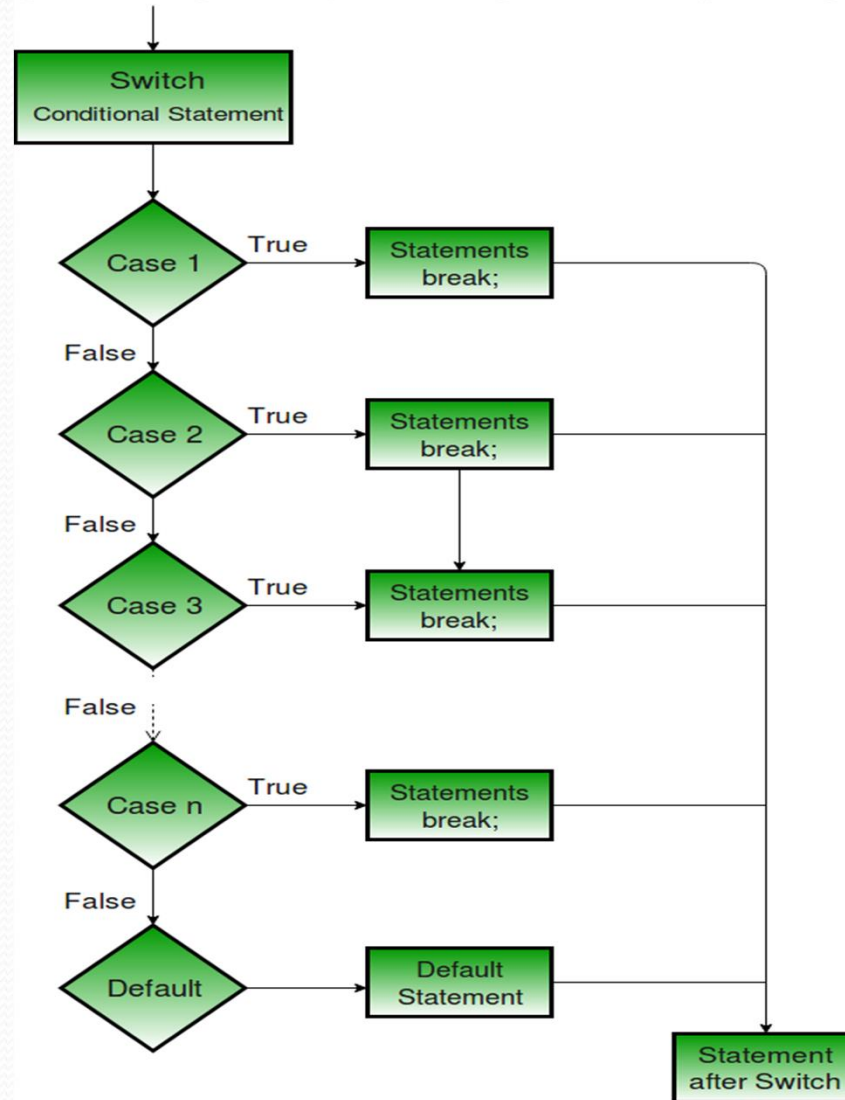 Switch
Conditional Statement
Case 1
True
Statements
break;
False
Case 2
True
Statements
break;
False
Case 3
True
Statements
break;
False
Case n
True
Statements
break;
False
Default
Default
Statement
Statement
after Switch